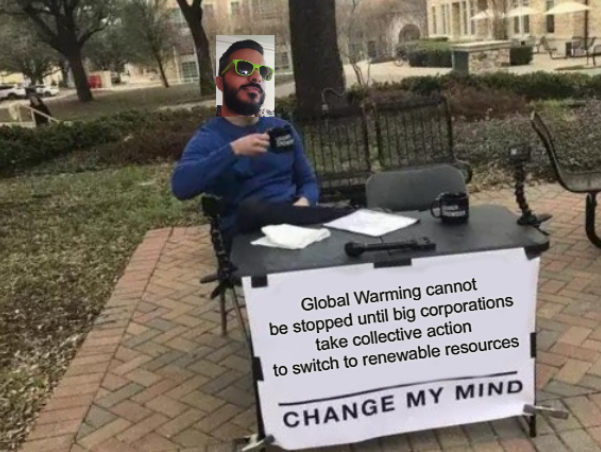 Global Warming cannot
be stopped until big corporations
take collective action
to switch to renewable resources
CHANGE MY MIND